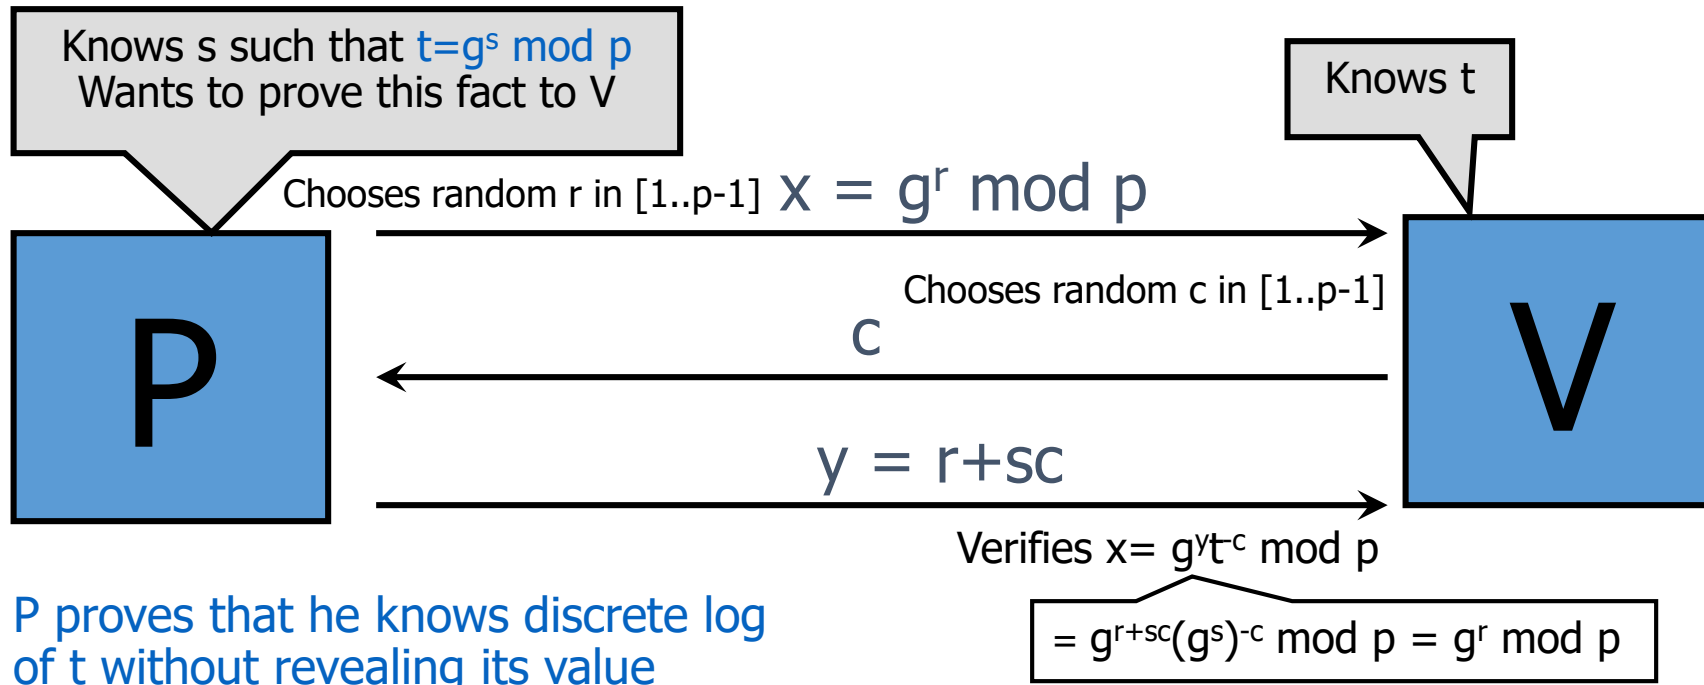 Knows s such that t=gˢ mod p
Wants to prove this fact to V
Knows t
Chooses random r in [1..p-1] x = gʳ mod p
Chooses random c in [1..p-1]
c
P
V
y = r+sc
Verifies x= gʸt⁻ᶜ mod p
= gʳ⁺ˢᶜ(gˢ)⁻ᶜ mod p = gʳ mod p
P proves that he knows discrete log
of t without revealing its value